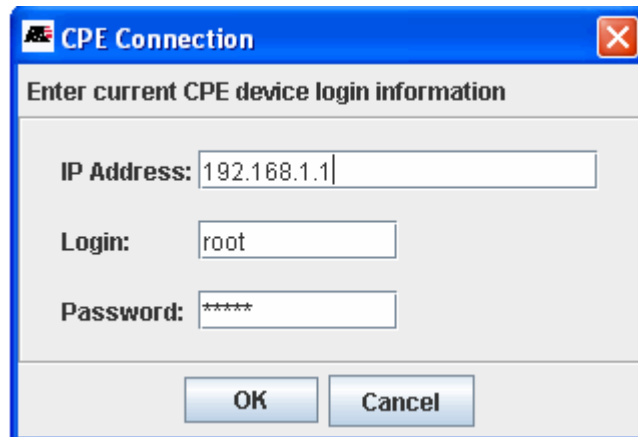 CPE Connection
Enter current CPE device login information
IP Address: 192.168.1.1
Login: root
Password: *****
OK Cancel